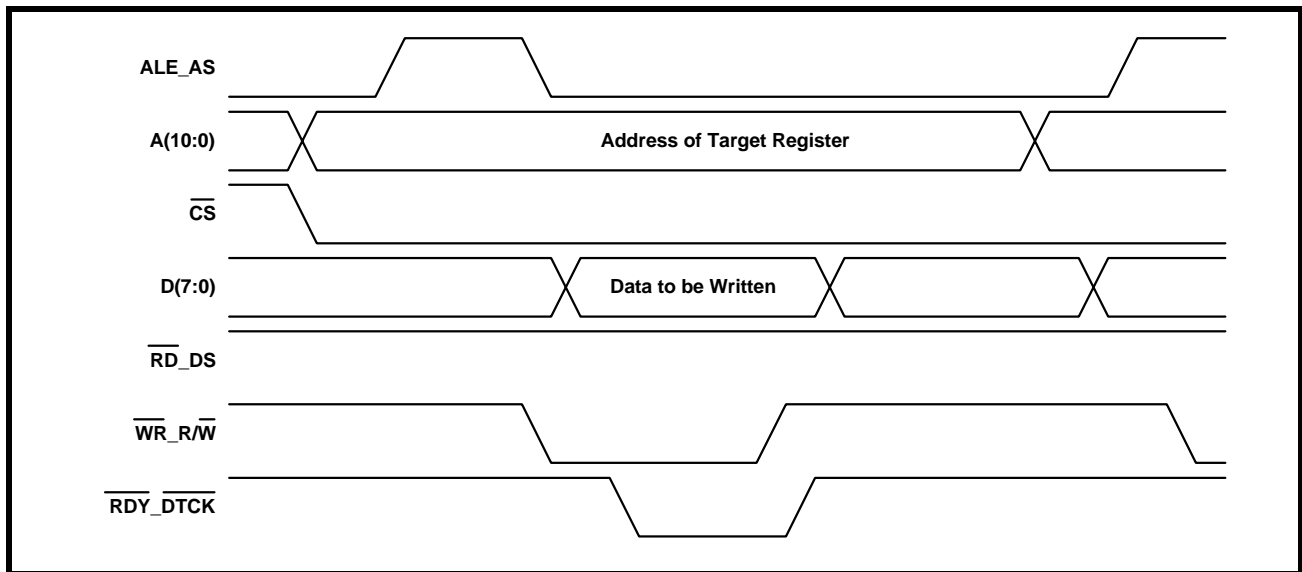 ALE_AS
A(10:0)
Address of Target Register
CS
D(7:0)
Data to be Written
RD_DS
WR_R/W
RDY_DTCK